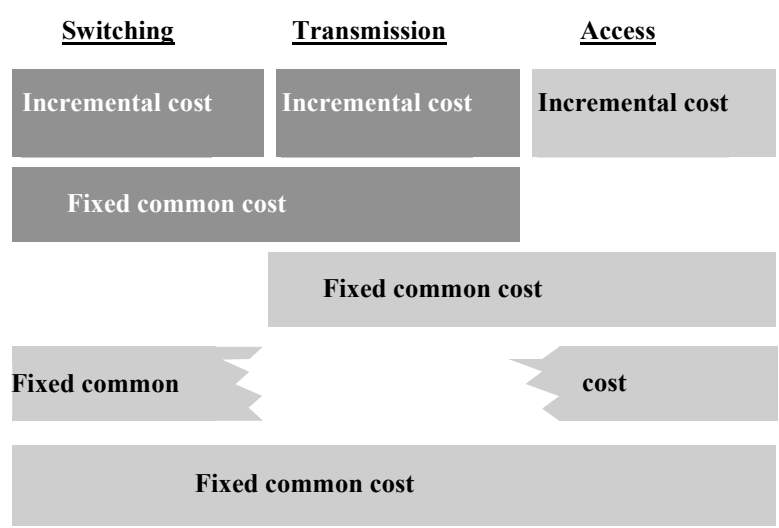 Switching Transmission Access
Incremental cost Incremental cost Incremental cost
Fixed common cost
Fixed common cost
Fixed common cost
Fixed common cost